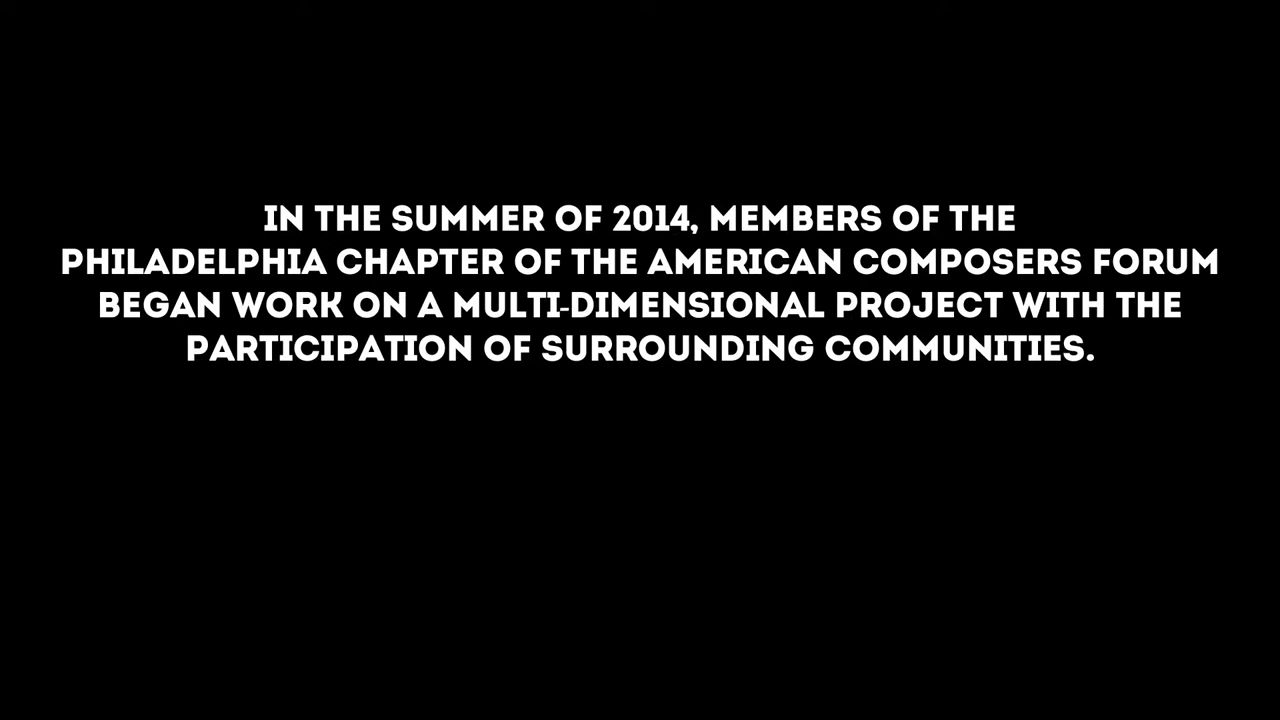 IN THE SUMMER OF 2014, MEMBERS OF THE
PHILADELPHIA CHAPTER OF THE AMERICAN COMPOSERS FORUM
BEGAN WORK ON A MULTI-DIMENSIONAL PROJECT WITH THE
PARTICIPATION OF SURROUNDING COMMUNITIES.